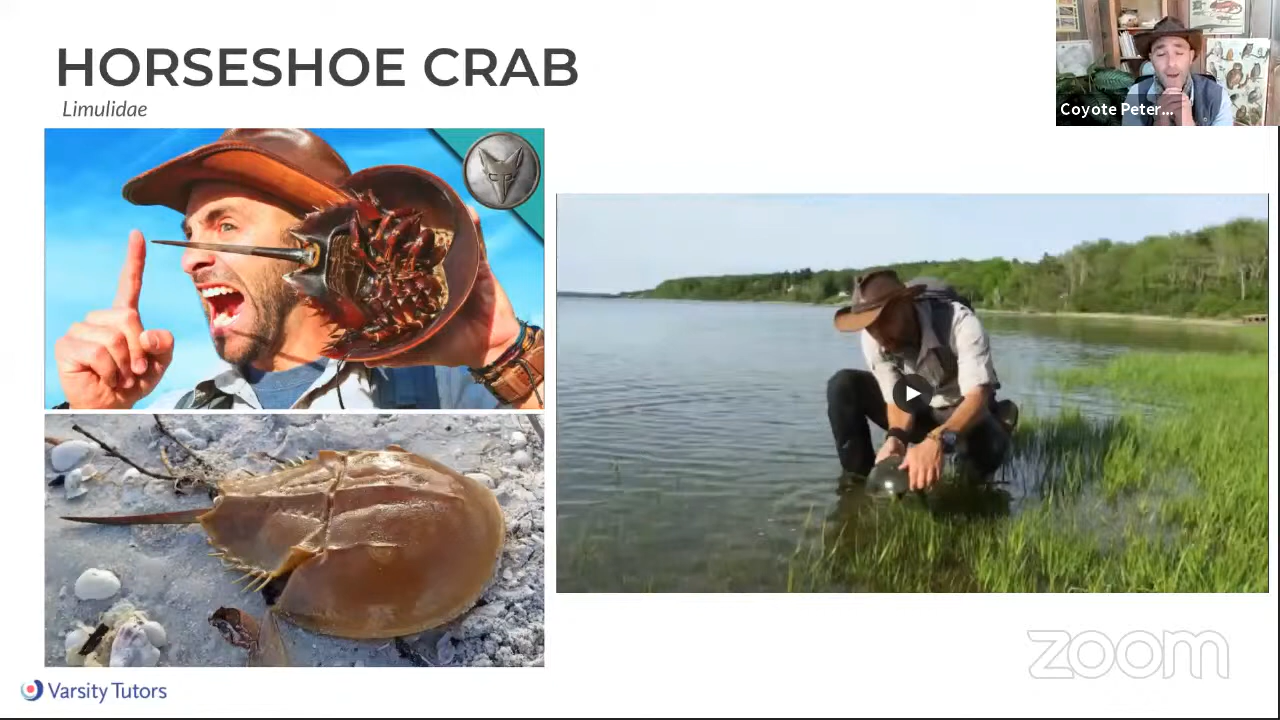 HORSESHOE CRAB
Limulidae
Coyote Peter...
Varsity Tutors
zoom